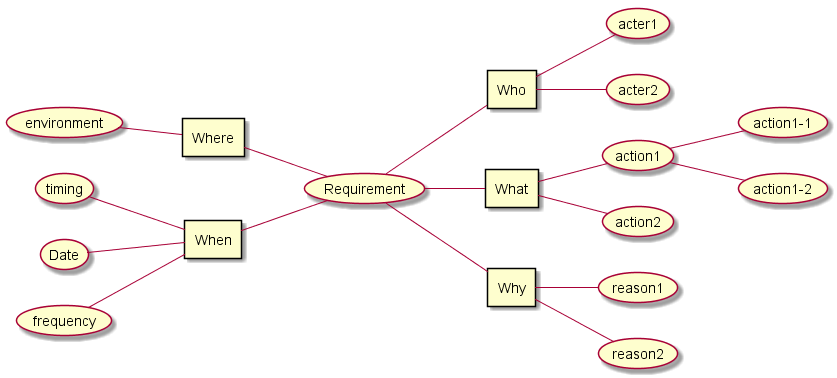 acter1
acter2
Who
environment
Where
timing
When
Date
frequency
Requirement
What
action1
action1-1
action1-2
action2
Why
reason1
reason2